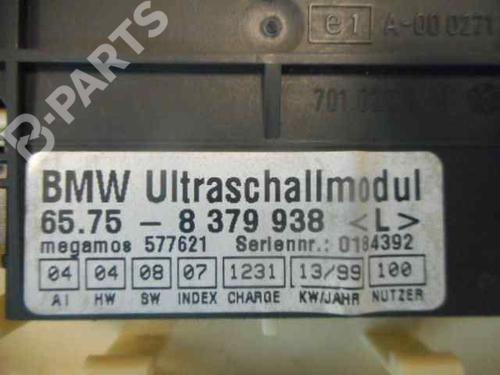 e1 A-00 0271
B-PARTS
BMW Ultraschallmodul
65.75 - 8 379 938 <L>
megamos 577621 Seriennr.: 0184392
04 04 08 07 1231 13/99 100
AI HW SW INDEX CHARGE KW/JAHR NUTZER